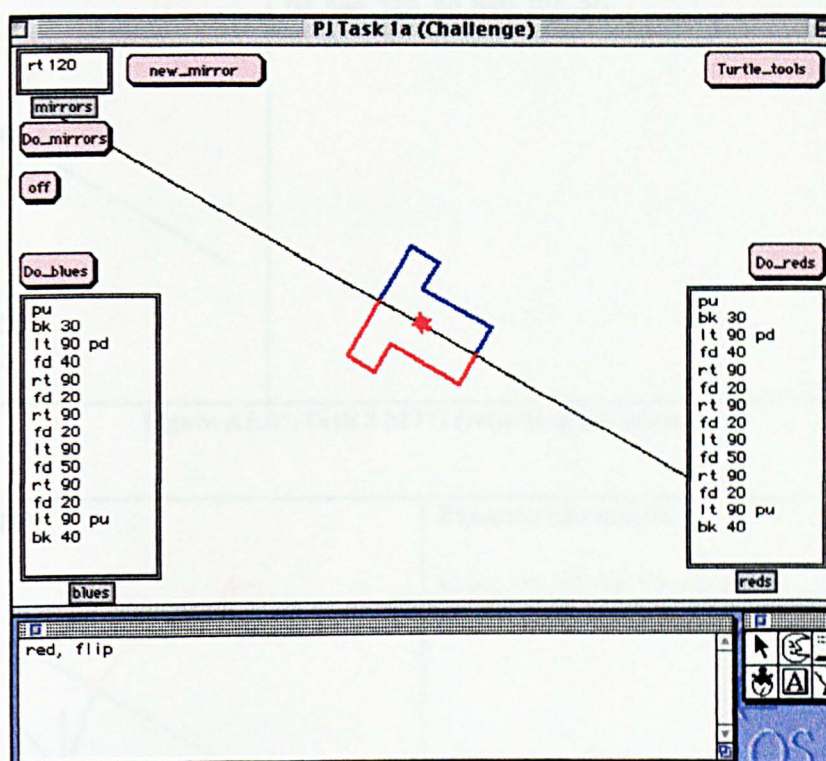 PJ Task 1a (Challenge)
rt 120
new_mirror
Turtle_tools
mirrors
Do_mirrors
off
Do_blues
pu
bk 30
lt 90 pd
fd 40
rt 90
fd 20
rt 90
fd 20
lt 90
fd 50
rt 90
fd 20
lt 90 pu
bk 40
blues
Do_reds
pu
bk 30
lt 90 pd
fd 40
rt 90
fd 20
rt 90
fd 20
lt 90
fd 50
rt 90
fd 20
lt 90 pu
bk 40
reds
red, flip
A
OS